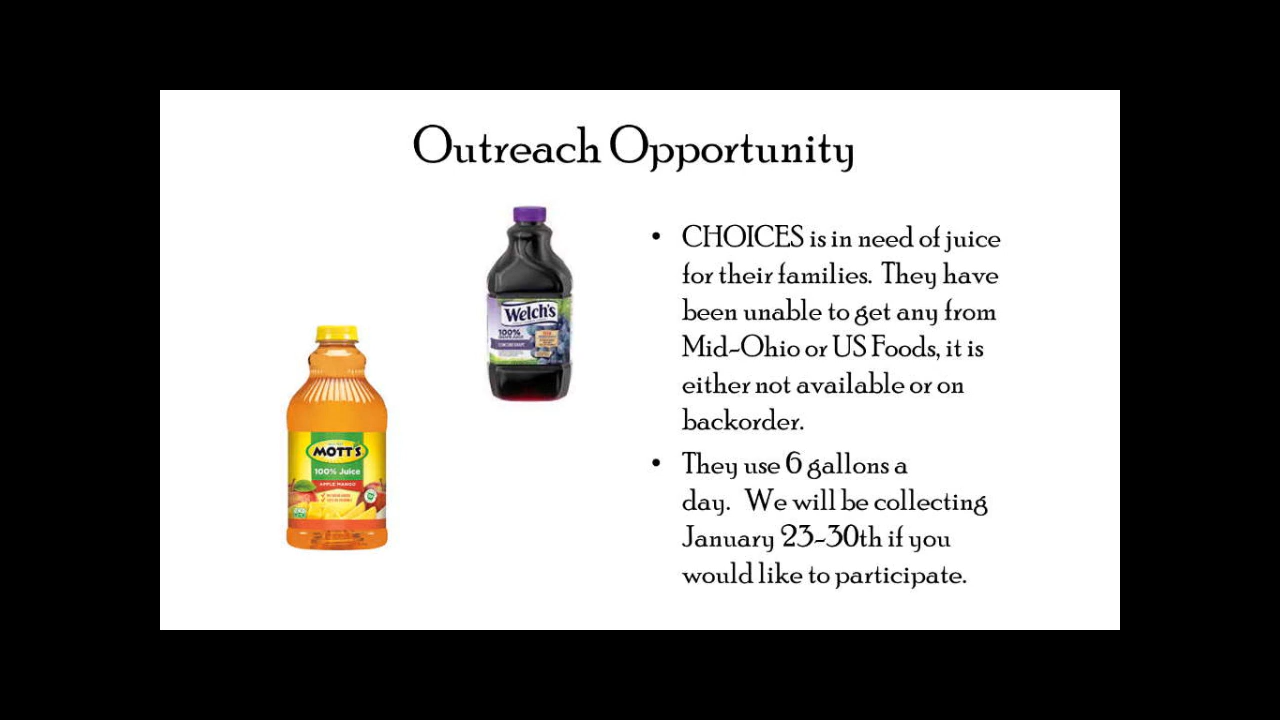 Outreach Opportunity
• CHOICES is in need of juice
for their families. They have
been unable to get any from
Mid-Ohio or US Foods, it is
either not available or on
backorder.
• They use 6 gallons a
day. We will be collecting
January 23-30th if you
would like to participate.
Welch's
100%
MOTT'S
100% Juice
APPLE MANGO